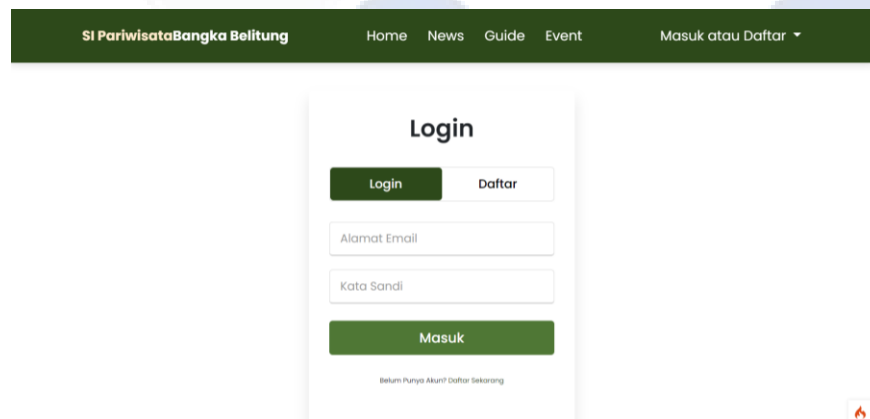 SI PariwisataBangka Belitung Home News Guide Event Masuk atau Daftar
Login
Login Daftar
Alamat Email
Kata Sandi
Masuk
Belum Punya Akun? Daftar Sekarang